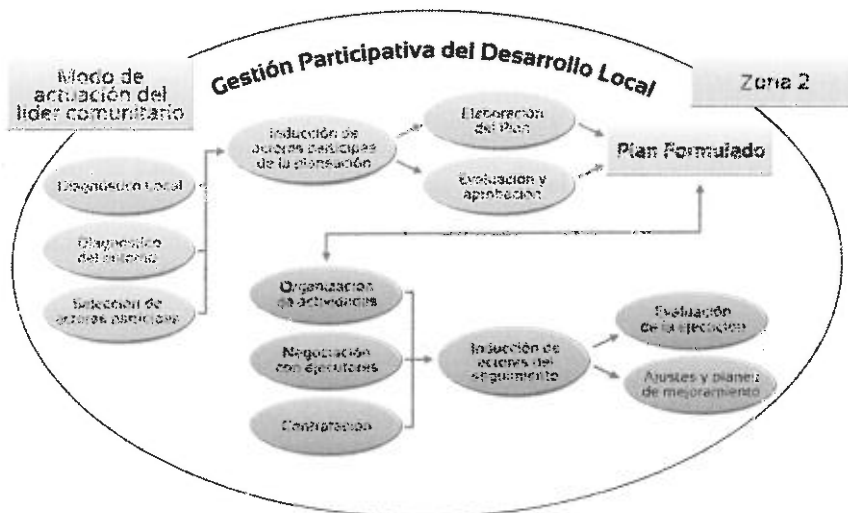 Gestión Participativa del Desarrollo Local
Modo de
actuación del
líder comunitario
Zona 2
Inducción de
actores partícipes
de la planeación
Elaboración
del Plan
Evaluación y
aprobación
Plan Formulado
Diagnóstico Local
Diagnóstico
del entorno
Selección de
actores partícipes
Organización
de actividades
Negociación
con ejecutores
Contratación
Inducción de
actores del
seguimiento
Evaluación
de la ejecución
Ajustes y planes
de mejoramiento